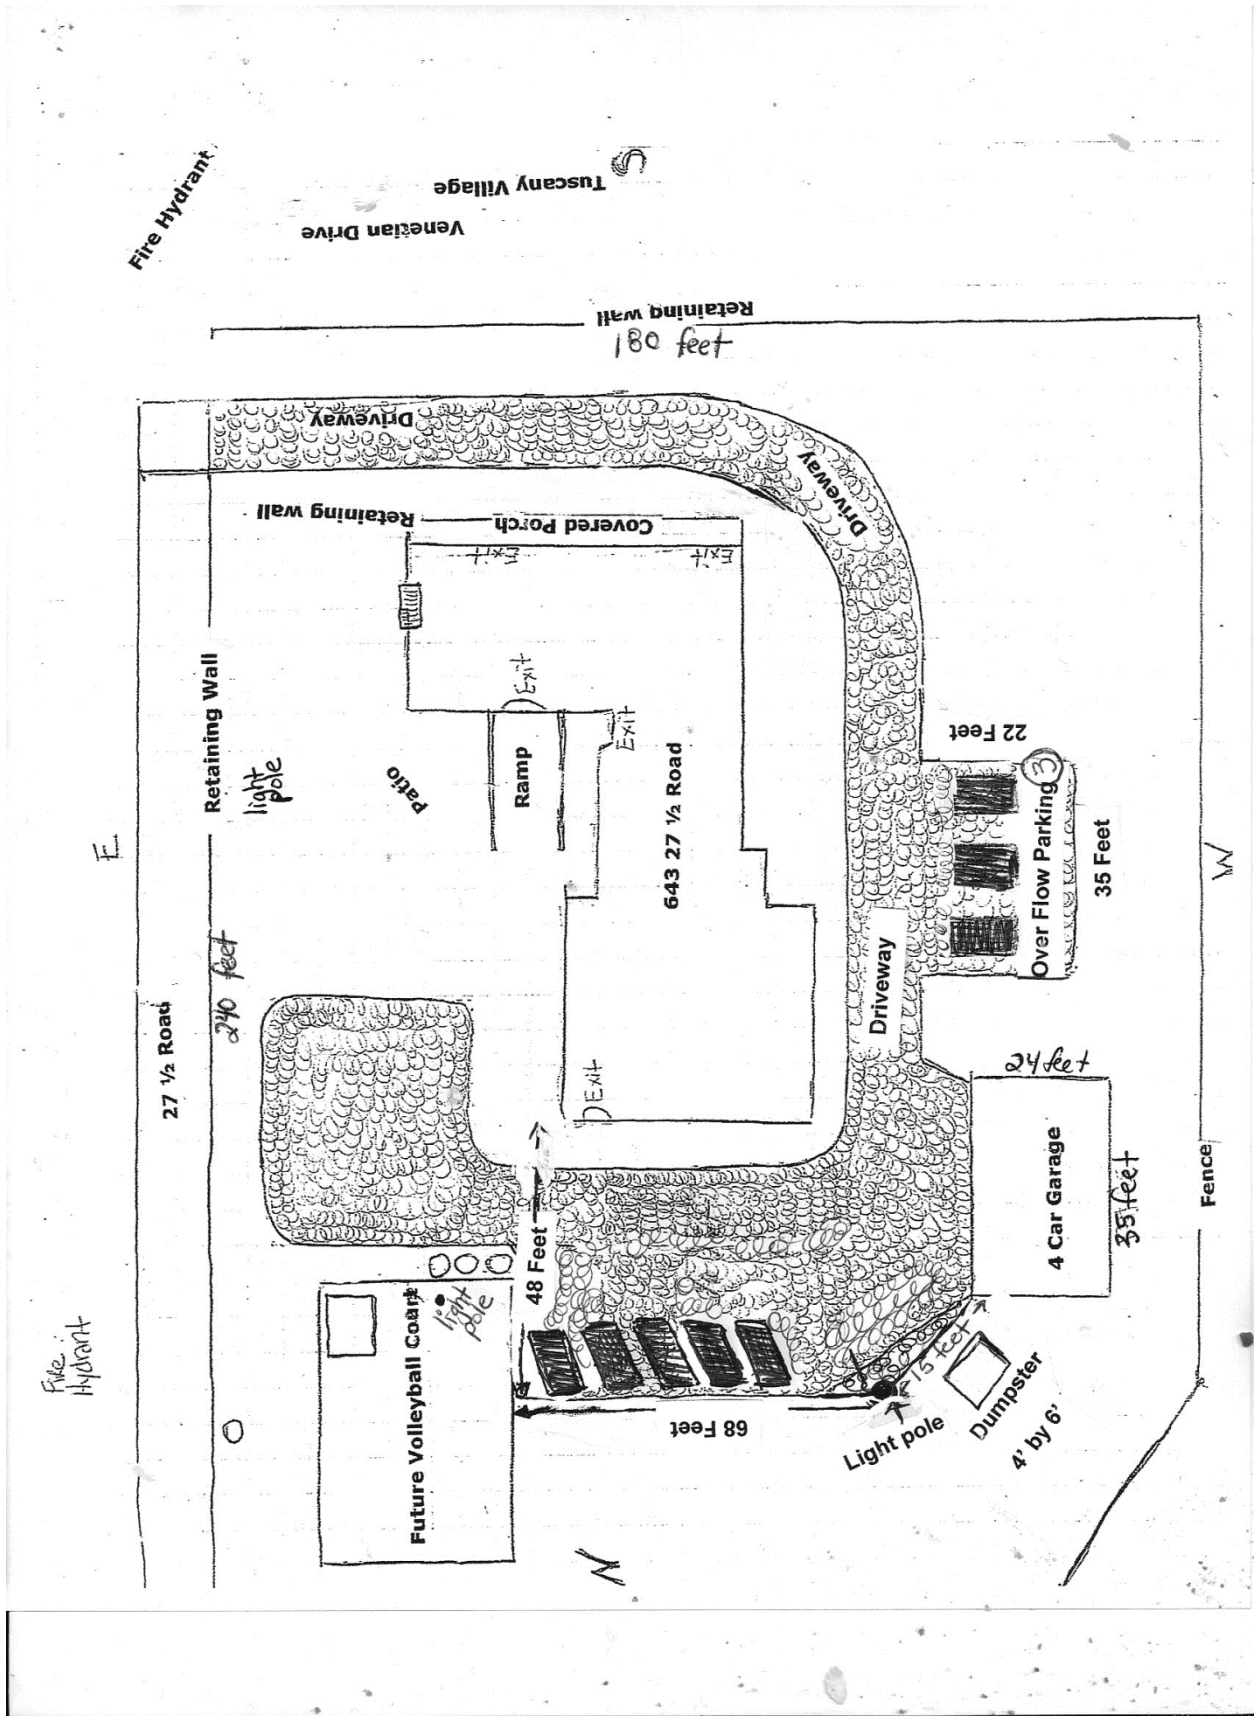 Fire Hydrant
S
Tuscany Village
Venetian Drive
Retaining wall
180 feet
Driveway
Driveway
Retaining wall
Covered Porch
Exit
Exit
Exit
Exit
Retaining Wall
light
pole
Patio
Ramp
643 27 ½ Road
22 Feet
Over Flow Parking 3
35 Feet
E
W
27 ½ Road
240 feet
Driveway
24 feet
Exit
4 Car Garage
35 feet
Fence
48 Feet
Fire
Hydrant
Future Volleyball Court
light
pole
68 Feet
15 feet
Light pole
Dumpster
4' by 6'
N